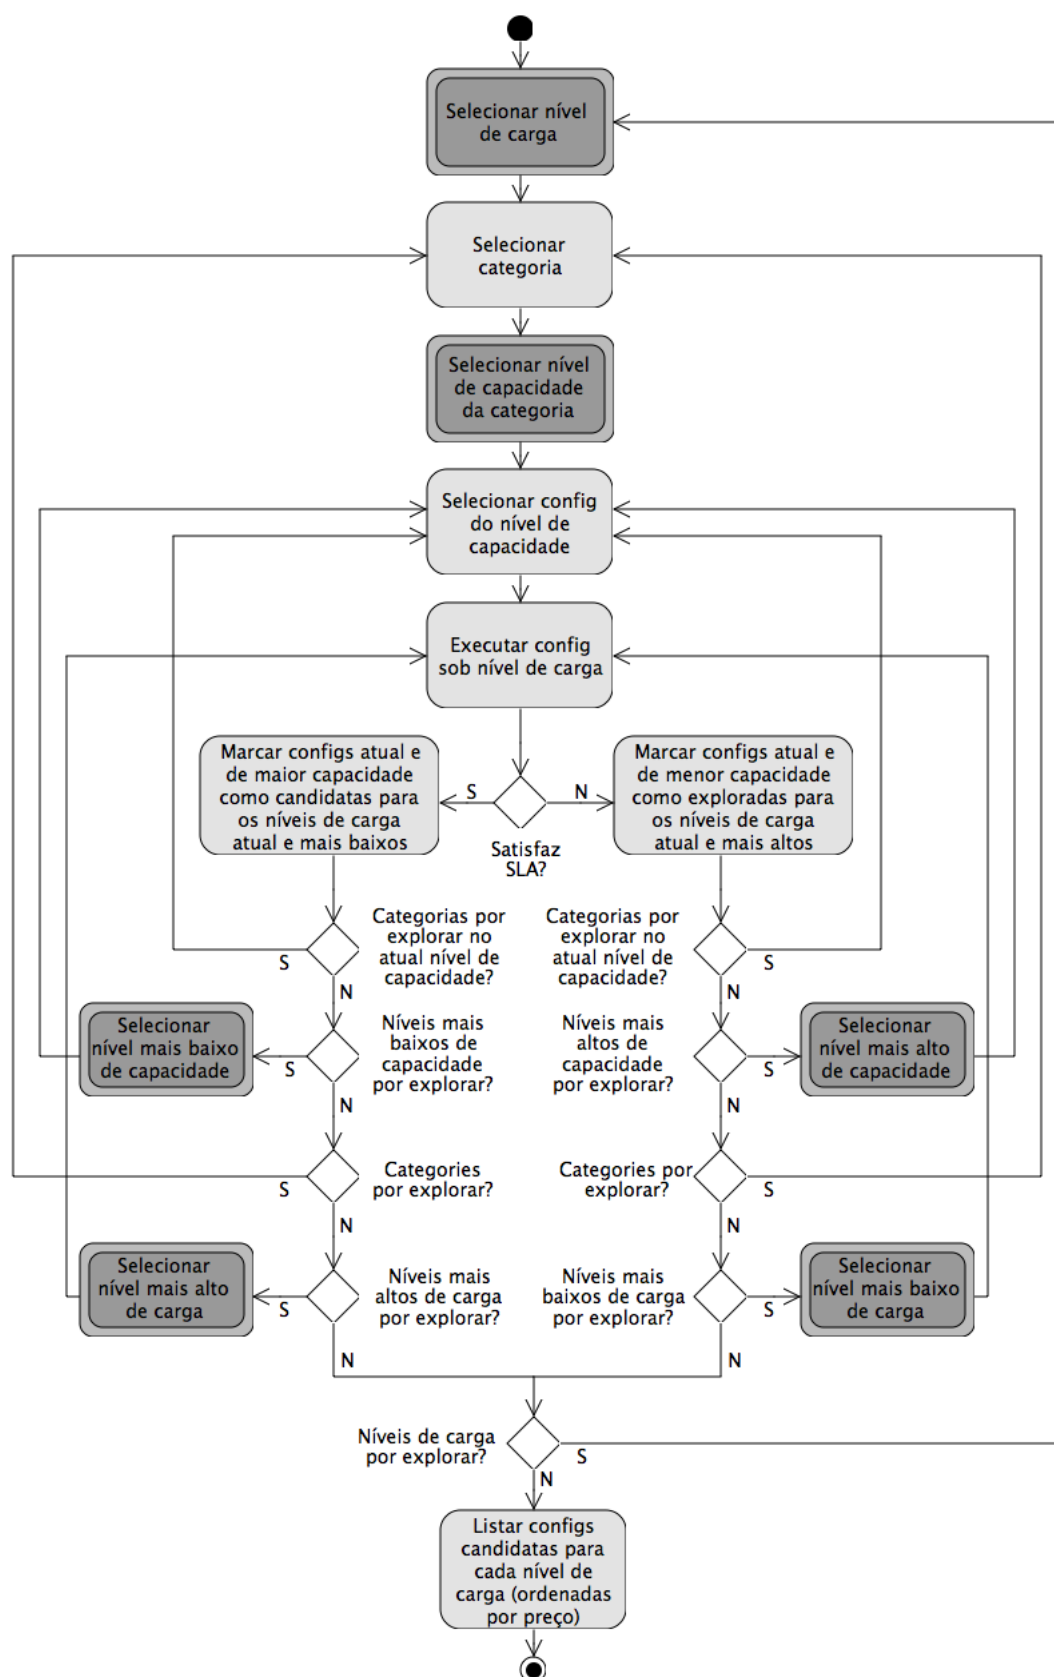 Selecionar nível
de carga
Selecionar
categoria
Selecionar nível
de capacidade
da categoria
Selecionar config
do nível de
capacidade
Executar config
sob nível de carga
Marcar configs atual e
de maior capacidade
como candidatas para
os níveis de carga
atual e mais baixos
S
N
Satisfaz
SLA?
Marcar configs atual e
de menor capacidade
como exploradas para
os níveis de carga
atual e mais altos
Categorias por
explorar no
atual nível de
capacidade?
S
N
Categorias por
explorar no
atual nível de
capacidade?
S
N
Selecionar
nível mais baixo
de capacidade
S
Níveis mais
baixos de
capacidade
por explorar?
N
Níveis mais
altos de
capacidade
por explorar?
S
N
Selecionar
nível mais alto
de capacidade
S
Categories
por explorar?
N
Categories por
explorar?
S
N
Selecionar
nível mais alto
de carga
S
Níveis mais
altos de carga
por explorar?
N
Níveis mais
baixos de carga
por explorar?
S
N
Selecionar
nível mais baixo
de carga
Níveis de carga
por explorar?
S
N
Listar configs
candidatas para
cada nível de
carga (ordenadas
por preço)